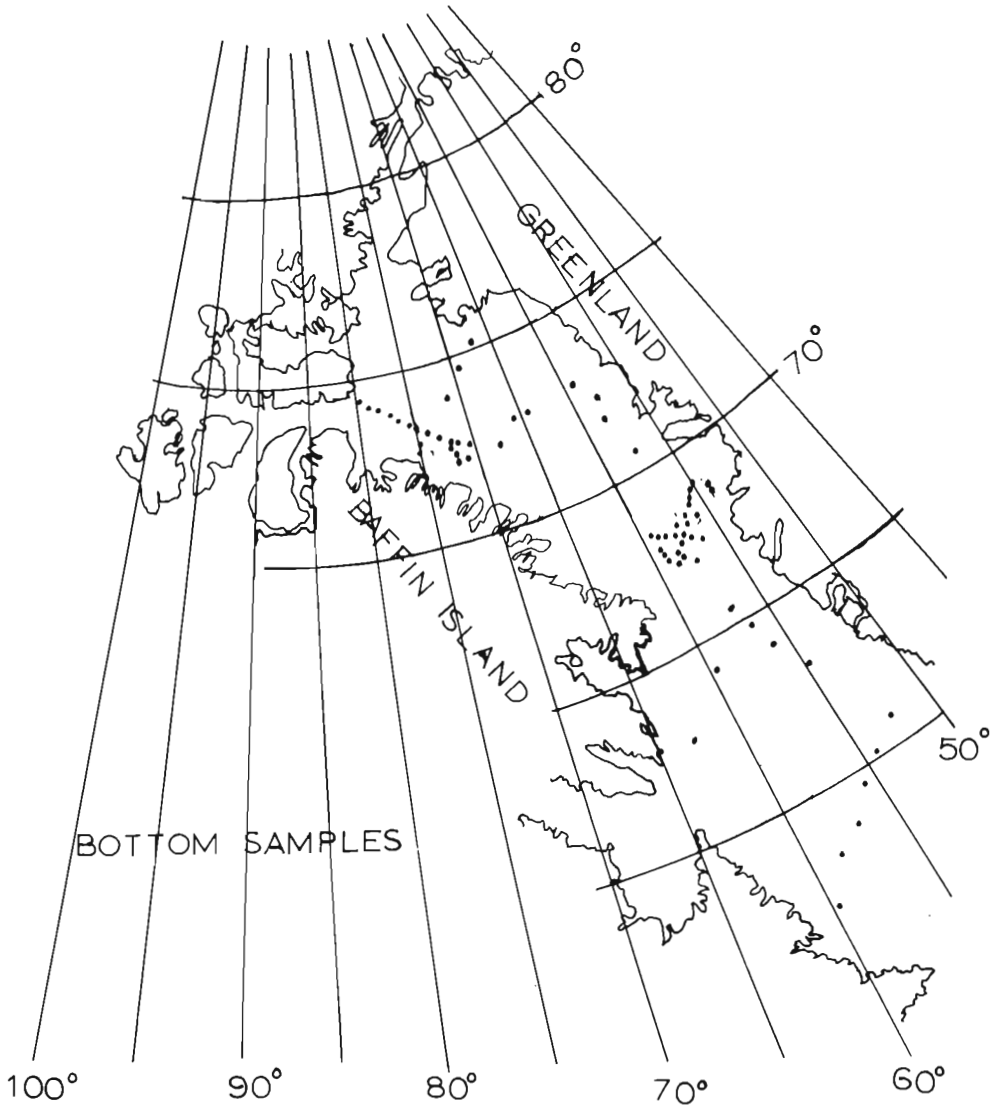 80°
GREENLAND
70°
BAFFIN ISLAND
50°
BOTTOM SAMPLES
100° 90° 80° 70° 60°